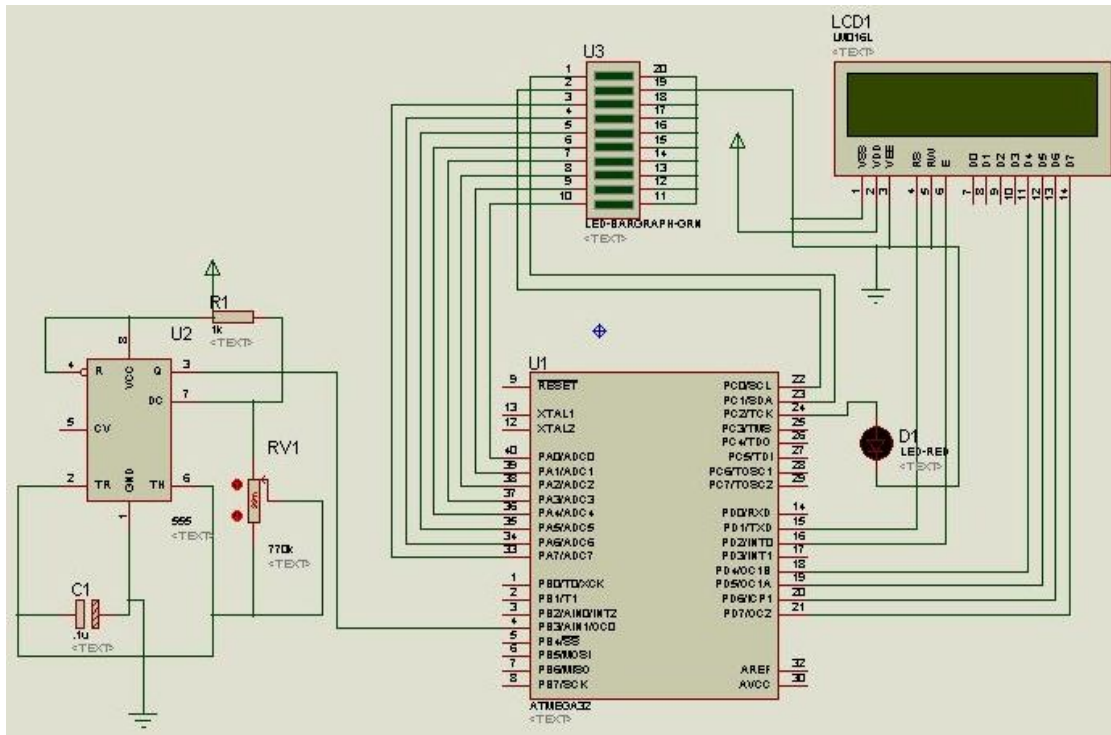 LCD1
LM016L
<TEXT>
VSS
VDD
VEE
RS
RW
E
D0
D1
D2
D3
D4
D5
D6
D7
1
2
3
4
5
6
7
8
9
10
11
12
13
14
U3
1 20
2 19
3 18
4 17
5 16
6 15
7 14
8 13
9 12
10 11
LED-BARGRAPH-GRN
<TEXT>
R1
1k
<TEXT>
U2
8
4 R VCC Q 3
DC 7
5 CV
2 TR GND TH 6
1
555
<TEXT>
RV1
770k
<TEXT>
C1
.1u
<TEXT>
U1
9 RESET PC0/SCL 22
PC1/SDA 23
13 XTAL1 PC2/TCK 24
12 XTAL2 PC3/TMS 25
PC4/TDO 26
40 PA0/ADC0 PC5/TDI 27
39 PA1/ADC1 PC6/TOSC1 28
38 PA2/ADC2 PC7/TOSC2 29
37 PA3/ADC3
36 PA4/ADC4 PD0/RXD 14
35 PA5/ADC5 PD1/TXD 15
34 PA6/ADC6 PD2/INT0 16
33 PA7/ADC7 PD3/INT1 17
PD4/OC1B 18
1 PB0/T0/XCK PD5/OC1A 19
2 PB1/T1 PD6/ICP1 20
3 PB2/AIN0/INT2 PD7/OC2 21
4 PB3/AIN1/OC0
5 PB4/SS
6 PB5/MOSI
7 PB6/MISO AREF 32
8 PB7/SCK AVCC 30
ATMEGA32
<TEXT>
D1
LED-RED
<TEXT>